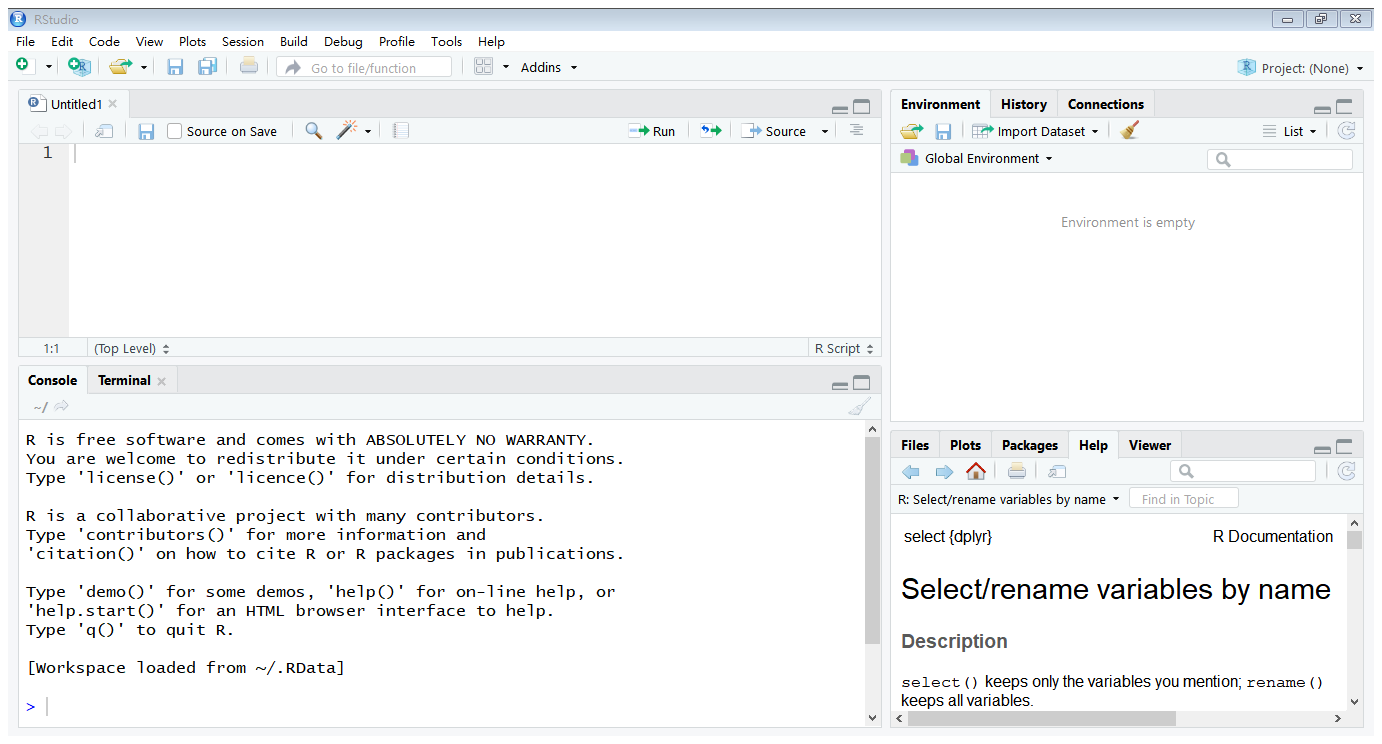 RStudio
File Edit Code View Plots Session Build Debug Profile Tools Help
Go to file/function Addins Project: (None)
Untitled1
Source on Save Run Source
1
1:1 (Top Level) R Script
Console Terminal
~/
R is free software and comes with ABSOLUTELY NO WARRANTY.
You are welcome to redistribute it under certain conditions.
Type 'license()' or 'licence()' for distribution details.
R is a collaborative project with many contributors.
Type 'contributors()' for more information and
'citation()' on how to cite R or R packages in publications.
Type 'demo()' for some demos, 'help()' for on-line help, or
'help.start()' for an HTML browser interface to help.
Type 'q()' to quit R.
[Workspace loaded from ~/.RData]
>
Environment History Connections
Import Dataset List
Global Environment
Environment is empty
Files Plots Packages Help Viewer
R: Select/rename variables by name Find in Topic
select {dplyr} R Documentation
Select/rename variables by name
Description
select() keeps only the variables you mention; rename()
keeps all variables.